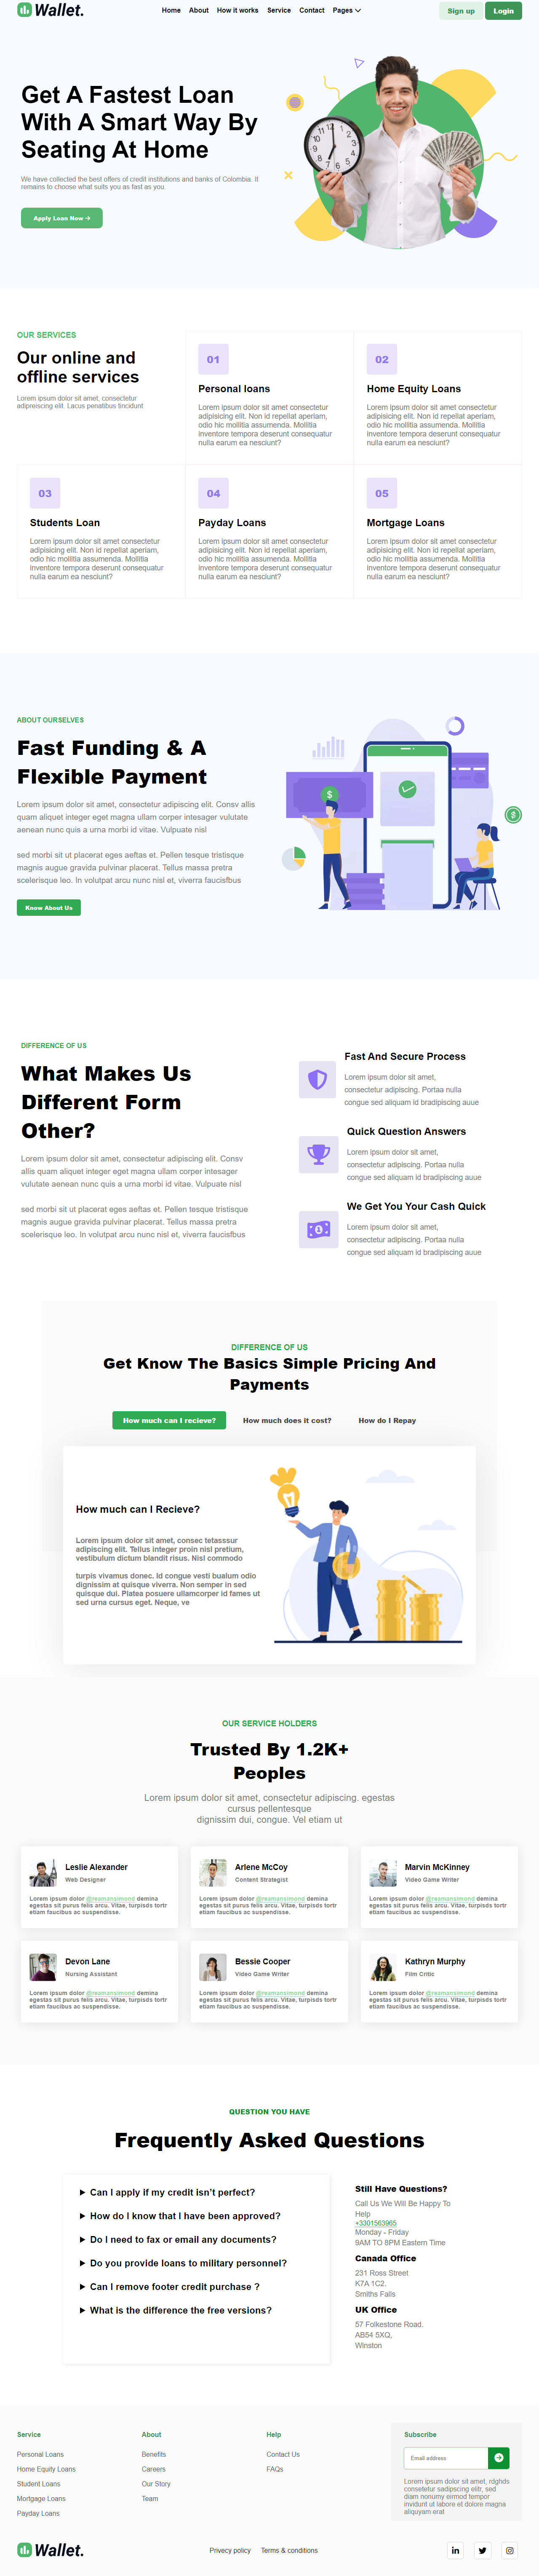 Wallet.
Home About How it works Service Contact Pages
Sign up Login
Get A Fastest Loan
With A Smart Way By
Seating At Home
We have collected the best offers of credit institutions and banks of Colombia. It
remains to choose what suits you as fast as you
Apply Loan Now →
OUR SERVICES
Our online and
offline services
Lorem ipsum dolor sit amet, consectetur
adipreiscing elit. Lacus penatibus tincidunt
01
Personal loans
Lorem ipsum dolor sit amet consectetur
adipisicing elit. Non id repellat aperiam,
odio hic mollitia assumenda. Mollitia
inventore tempora deserunt consequatur
nulla earum ea nesciunt?
02
Home Equity Loans
Lorem ipsum dolor sit amet consectetur
adipisicing elit. Non id repellat aperiam,
odio hic mollitia assumenda. Mollitia
inventore tempora deserunt consequatur
nulla earum ea nesciunt?
03
Students Loan
Lorem ipsum dolor sit amet consectetur
adipisicing elit. Non id repellat aperiam,
odio hic mollitia assumenda. Mollitia
inventore tempora deserunt consequatur
nulla earum ea nesciunt?
04
Payday Loans
Lorem ipsum dolor sit amet consectetur
adipisicing elit. Non id repellat aperiam,
odio hic mollitia assumenda. Mollitia
inventore tempora deserunt consequatur
nulla earum ea nesciunt?
05
Mortgage Loans
Lorem ipsum dolor sit amet consectetur
adipisicing elit. Non id repellat aperiam,
odio hic mollitia assumenda. Mollitia
inventore tempora deserunt consequatur
nulla earum ea nesciunt?
ABOUT OURSELVES
Fast Funding & A
Flexible Payment
Lorem ipsum dolor sit amet, consectetur adipiscing elit. Consv allis
quam aliquet integer eget magna ullam corper intesager vulutate
aenean nunc quis a urna morbi id vitae. Vulpuate nisl
sed morbi sit ut placerat eges aeftas et. Pellen tesque tristisque
magnis augue gravida pulvinar placerat. Tellus massa pretra
scelerisque leo. In volutpat arcu nunc nisl et, viverra faucisfbus
Know About Us
DIFFERENCE OF US
What Makes Us
Different Form
Other?
Lorem ipsum dolor sit amet, consectetur adipiscing elit. Consv
allis quam aliquet integer eget magna ullam corper intesager
vulutate aenean nunc quis a urna morbi id vitae. Vulpuate nisl
sed morbi sit ut placerat eges aeftas et. Pellen tesque tristisque
magnis augue gravida pulvinar placerat. Tellus massa pretra
scelerisque leo. In volutpat arcu nunc nisl et, viverra faucisfbus
Fast And Secure Process
Lorem ipsum dolor sit amet,
consectetur adipiscing. Portaa nulla
congue sed aliquam id bradipiscing auue
Quick Question Answers
Lorem ipsum dolor sit amet,
consectetur adipiscing. Portaa nulla
congue sed aliquam id bradipiscing auue
We Get You Your Cash Quick
Lorem ipsum dolor sit amet,
consectetur adipiscing. Portaa nulla
congue sed aliquam id bradipiscing auue
DIFFERENCE OF US
Get Know The Basics Simple Pricing And
Payments
How much can I recieve? How much does it cost? How do I Repay
How much can I Recieve?
Lorem ipsum dolor sit amet, consec tetasssur
adipiscing elit. Tellus integer proin nisl pretium,
vestibulum dictum blandit risus. Nisl commodo
turpis vivamus donec. Id congue vesti bualum odio
dignissim at quisque viverra. Non semper in sed
quisque dui. Platea posuere ullamcorper id fames ut
sed urna cursus eget. Neque, ve
OUR SERVICE HOLDERS
Trusted By 1.2K+
Peoples
Lorem ipsum dolor sit amet, consectetur adipiscing. egestas
cursus pellentesque
dignissim dui, congue. Vel etiam ut
Leslie Alexander
Web Designer
Lorem ipsum dolor @reamansimond demina
egestas sit purus felis arcu. Vitae, turpisds tortr
etiam faucibus ac suspendisse.
Arlene McCoy
Content Strategist
Lorem ipsum dolor @reamansimond demina
egestas sit purus felis arcu. Vitae, turpisds tortr
etiam faucibus ac suspendisse.
Marvin McKinney
Video Game Writer
Lorem ipsum dolor @reamansimond demina
egestas sit purus felis arcu. Vitae, turpisds tortr
etiam faucibus ac suspendisse.
Devon Lane
Nursing Assistant
Lorem ipsum dolor @reamansimond demina
egestas sit purus felis arcu. Vitae, turpisds tortr
etiam faucibus ac suspendisse.
Bessie Cooper
Video Game Writer
Lorem ipsum dolor @reamansimond demina
egestas sit purus felis arcu. Vitae, turpisds tortr
etiam faucibus ac suspendisse.
Kathryn Murphy
Film Critic
Lorem ipsum dolor @reamansimond demina
egestas sit purus felis arcu. Vitae, turpisds tortr
etiam faucibus ac suspendisse.
QUESTION YOU HAVE
Frequently Asked Questions
Can I apply if my credit isn’t perfect?
How do I know that I have been approved?
Do I need to fax or email any documents?
Do you provide loans to military personnel?
Can I remove footer credit purchase ?
What is the difference the free versions?
Still Have Questions?
Call Us We Will Be Happy To
Help
+3301563965
Monday - Friday
9AM TO 8PM Eastern Time
Canada Office
231 Ross Street
K7A 1C2.
Smiths Falls
UK Office
57 Folkestone Road.
AB54 5XQ,
Winston
Service
Personal Loans
Home Equity Loans
Student Loans
Mortgage Loans
Payday Loans
About
Benefits
Careers
Our Story
Team
Help
Contact Us
FAQs
Subscribe
Email address
Lorem ipsum dolor sit amet, rdghds
consetetur sadipscing elitr, sed
diam nonumy eirmod tempor
invidunt ut labore et dolore magna
aliquyam erat
Wallet.
Privecy policy Terms & conditions